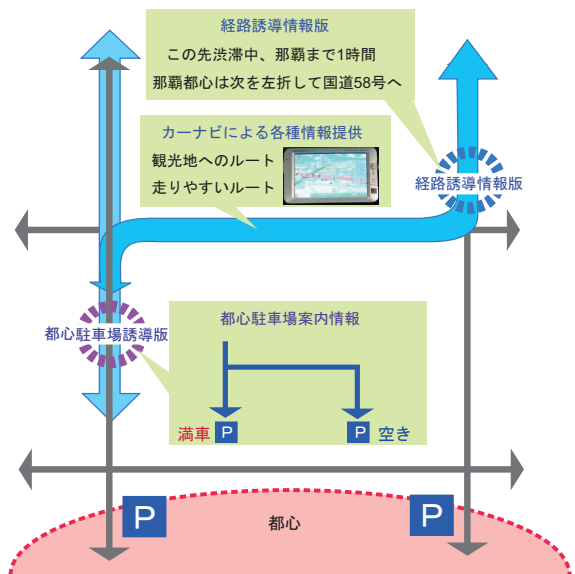 経路誘導情報版
この先渋滞中、那覇まで1時間
那覇都心は次を左折して国道58号へ
カーナビによる各種情報提供
観光地へのルート
走りやすいルート
経路誘導情報版
都心駐車場誘導版
都心駐車場案内情報
満車 P
P 空き
P
P
都心